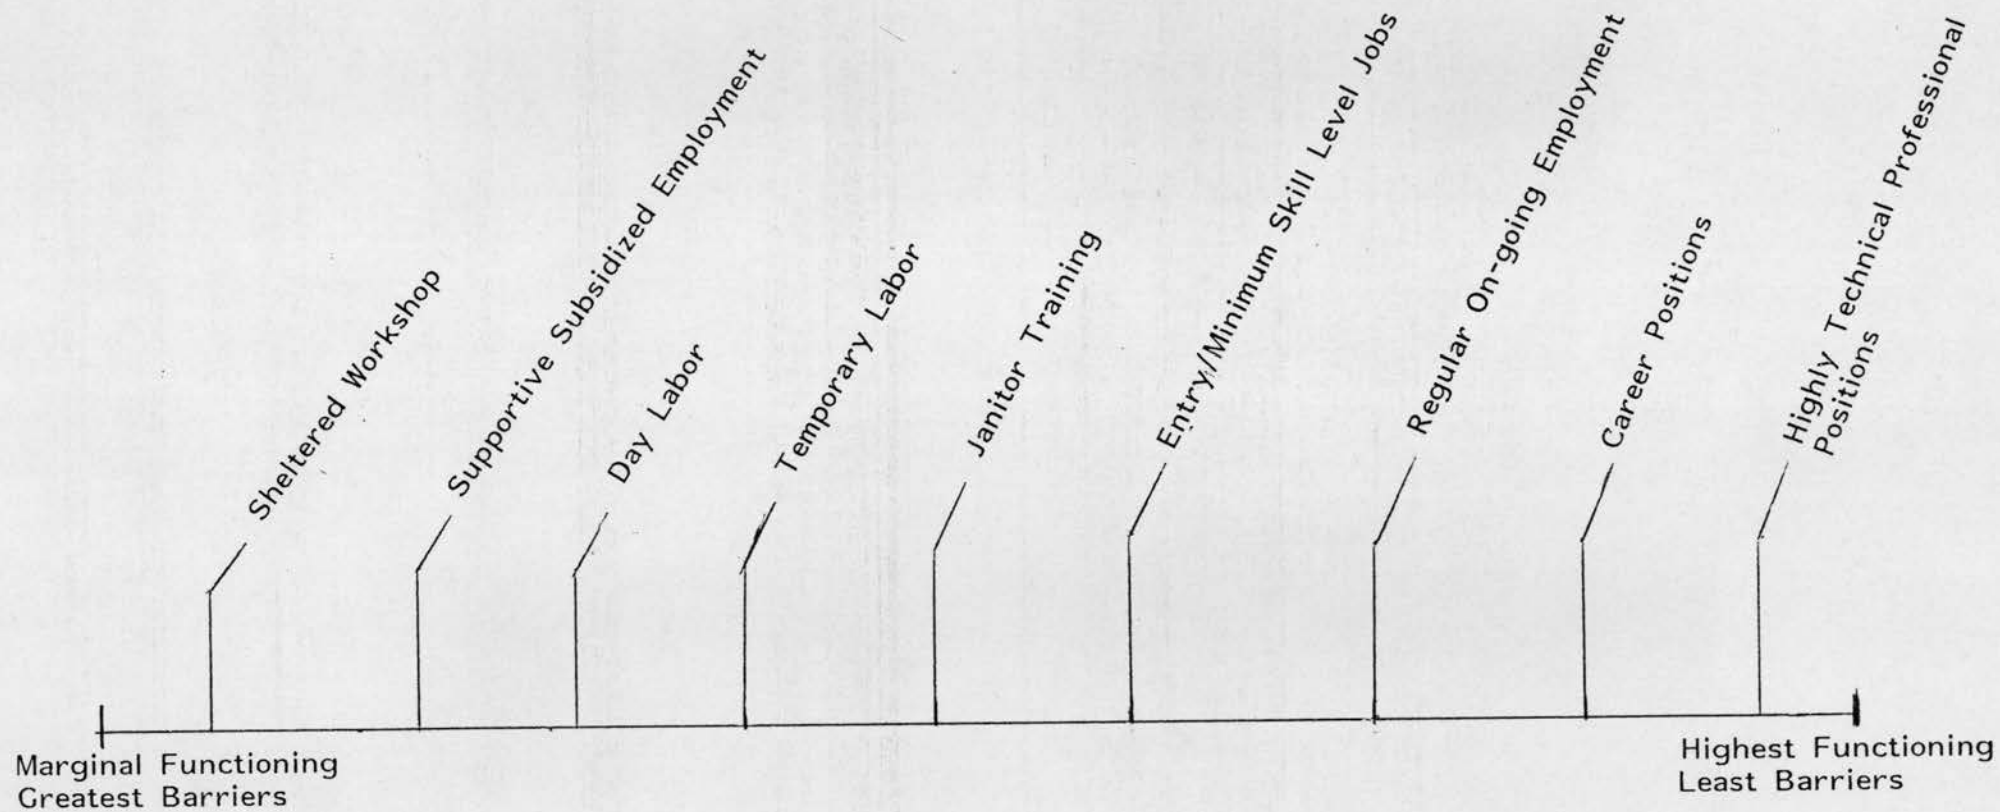 Sheltered Workshop
Supportive Subsidized Employment
Day Labor
Temporary Labor
Janitor Training
Entry/Minimum Skill Level Jobs
Regular On-going Employment
Career Positions
Highly Technical Professional
Positions
Marginal Functioning
Greatest Barriers
Highest Functioning
Least Barriers